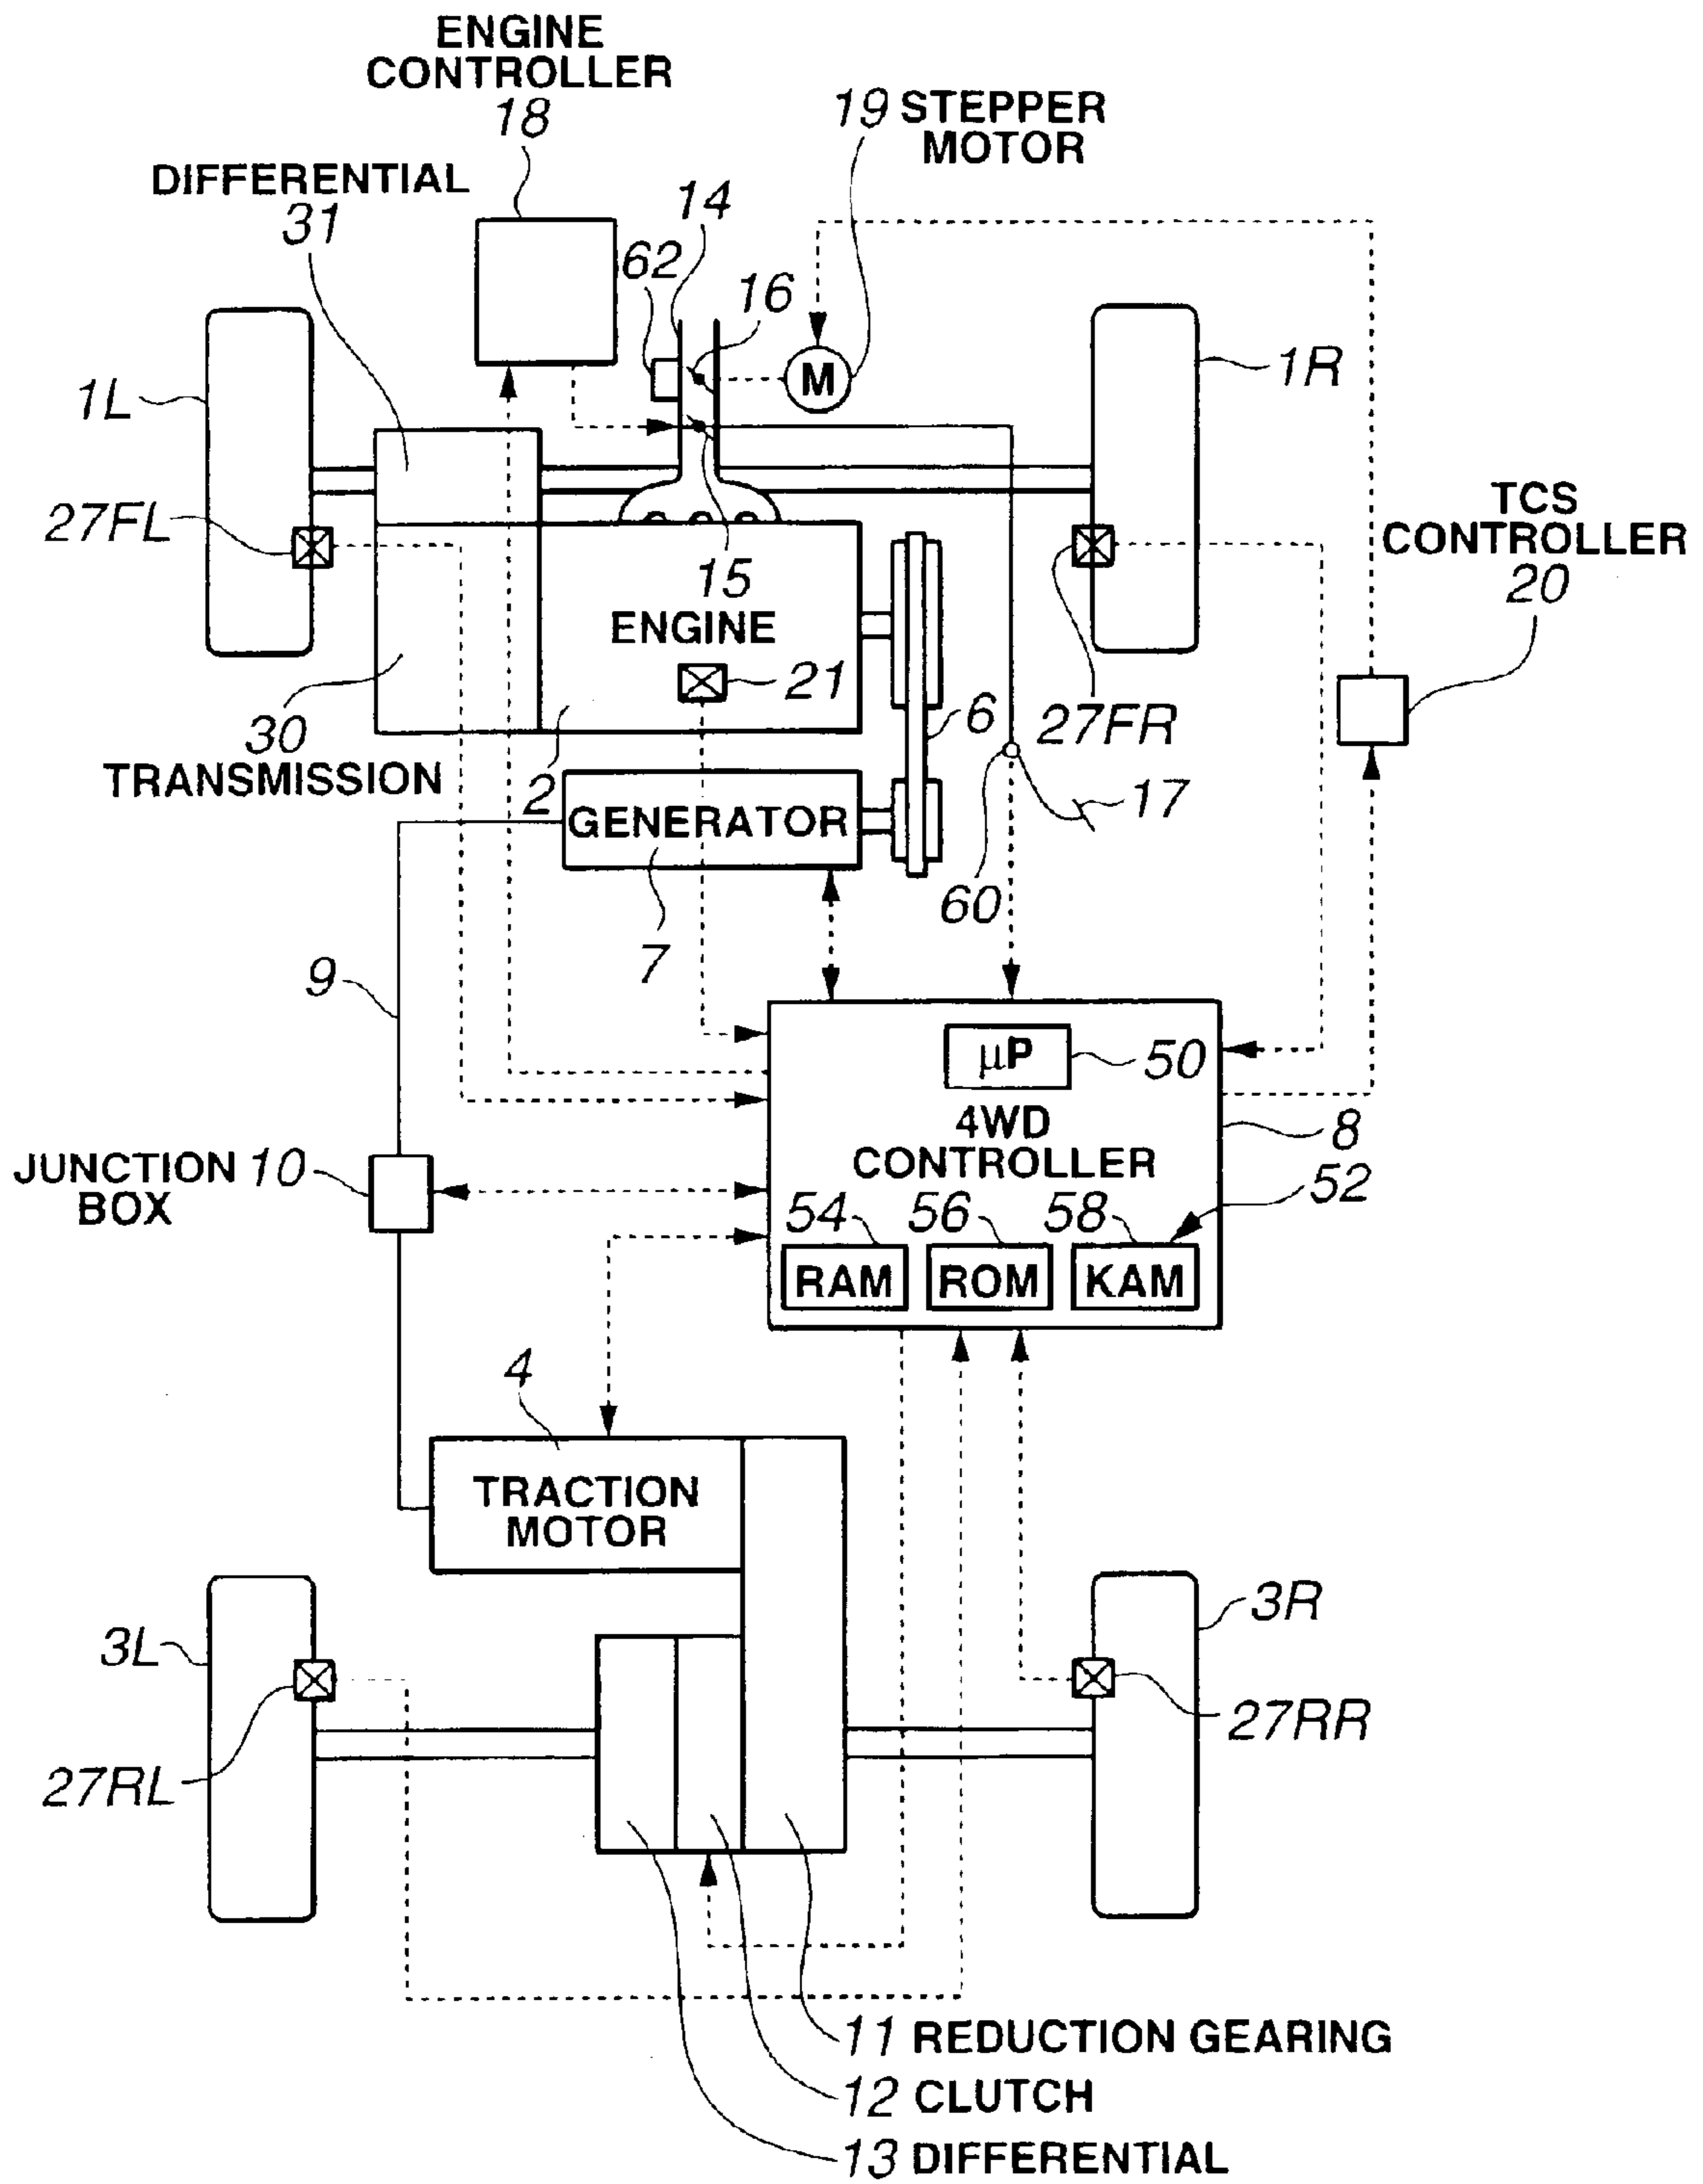 ENGINE
CONTROLLER
18
19 STEPPER
MOTOR
DIFFERENTIAL
31
14
62
16
M
1L
1R
27FL
TCS
CONTROLLER
20
15
ENGINE
21
6
27FR
30
TRANSMISSION
2
17
GENERATOR
60
7
9
µP
50
4WD
CONTROLLER
8
JUNCTION 10
BOX
52
54
56
58
RAM
ROM
KAM
4
TRACTION
MOTOR
3L
3R
27RL
27RR
11 REDUCTION GEARING
12 CLUTCH
13 DIFFERENTIAL